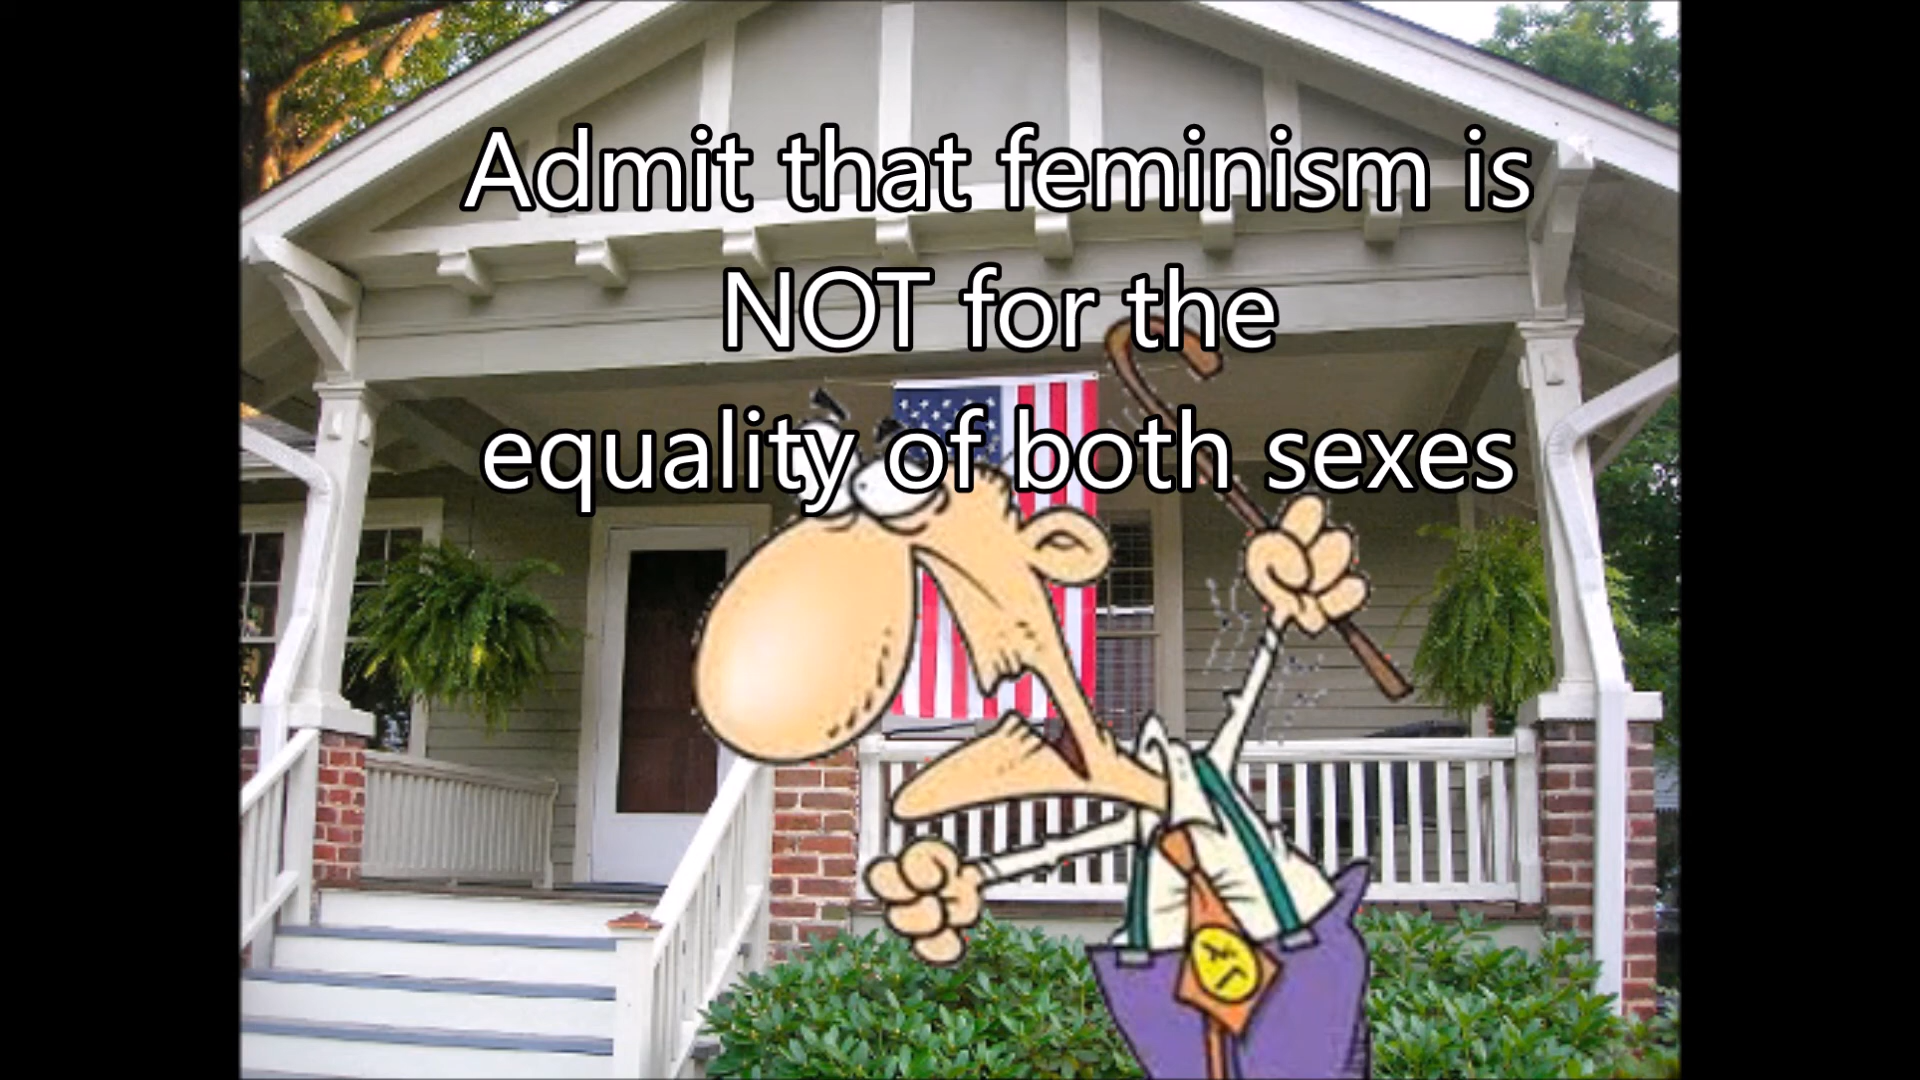 Admit that feminism is
NOT for the
equality of both sexes